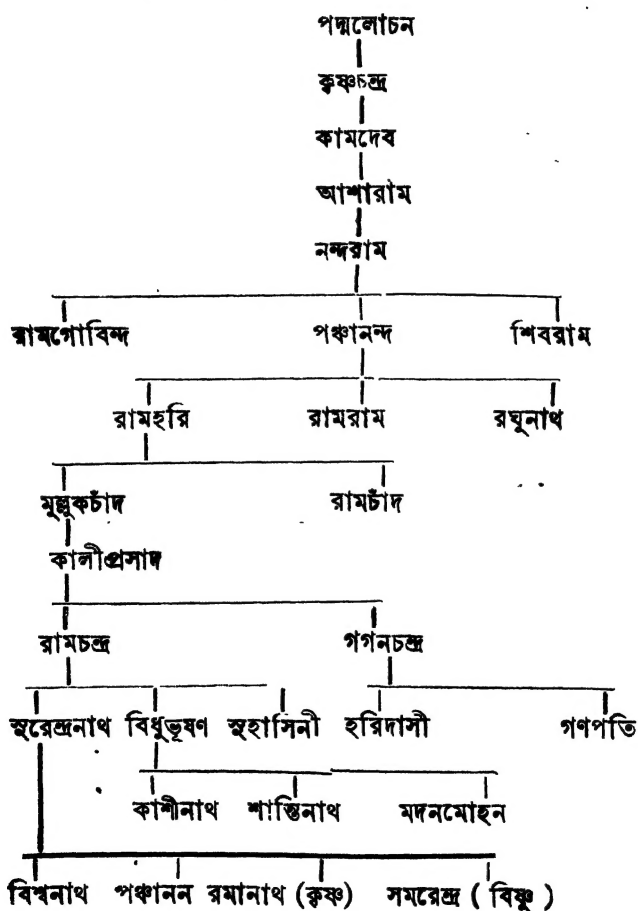 পদ্মলোচন
কৃষ্ণচন্দ্র
কামদেব
আশারাম
নন্দরাম
রামগোবিন্দ পঞ্চানন্দ শিবরাম
রামহরি রামরাম রঘুনাথ
মুল্লুকচাঁদ রামচাঁদ
কালীপ্রসাদ
রামচন্দ্র গগনচন্দ্র
সুরেন্দ্রনাথ বিধুভূষণ সুহাসিনী হরিদাসী গণপতি
কাশীনাথ শান্তিনাথ মদনমোহন
বিশ্বনাথ পঞ্চানন রমানাথ (কৃষ্ণ) সমরেন্দ্র ( বিষ্ণু )